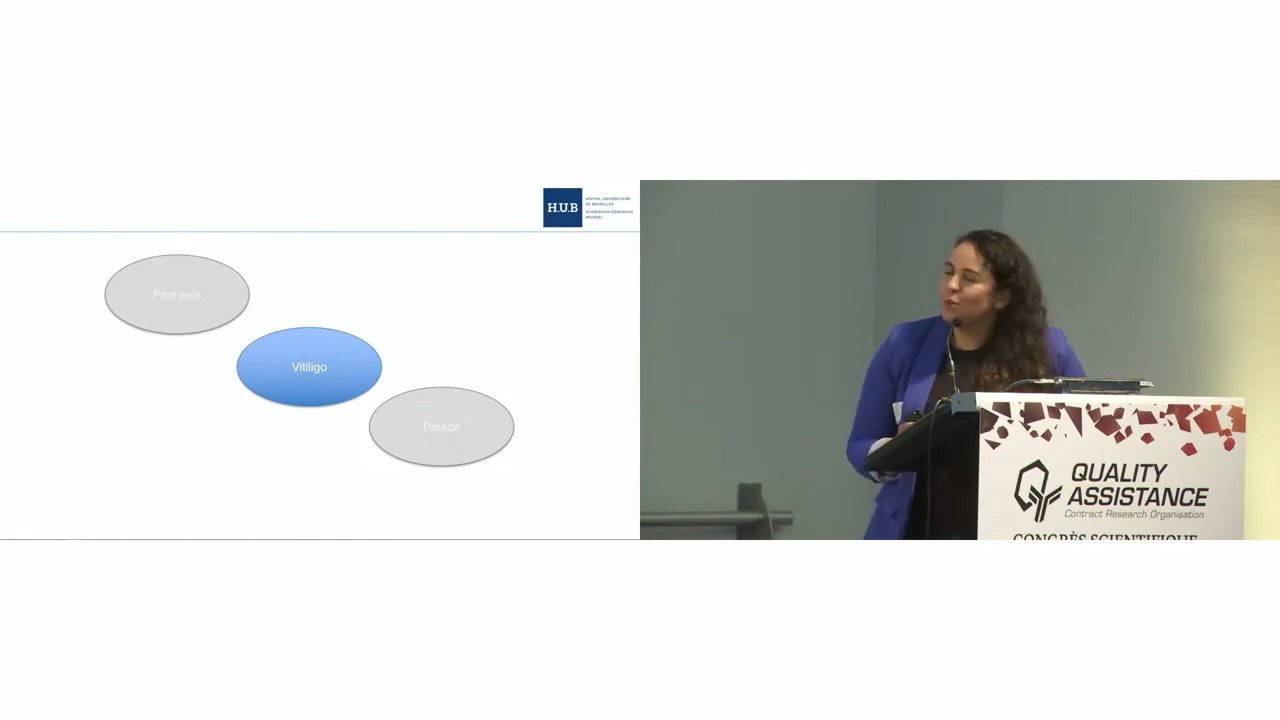 H.U.B
HÔPITAL UNIVERSITAIRE
DE BRUXELLES
ACADEMISCH ZIEKENHUIS
BRUSSEL
Psoriasis
Vitiligo
Pelade
QUALITY
ASSISTANCE
Contract Research Organisation
CONGRÈS SCIENTIFIQUE